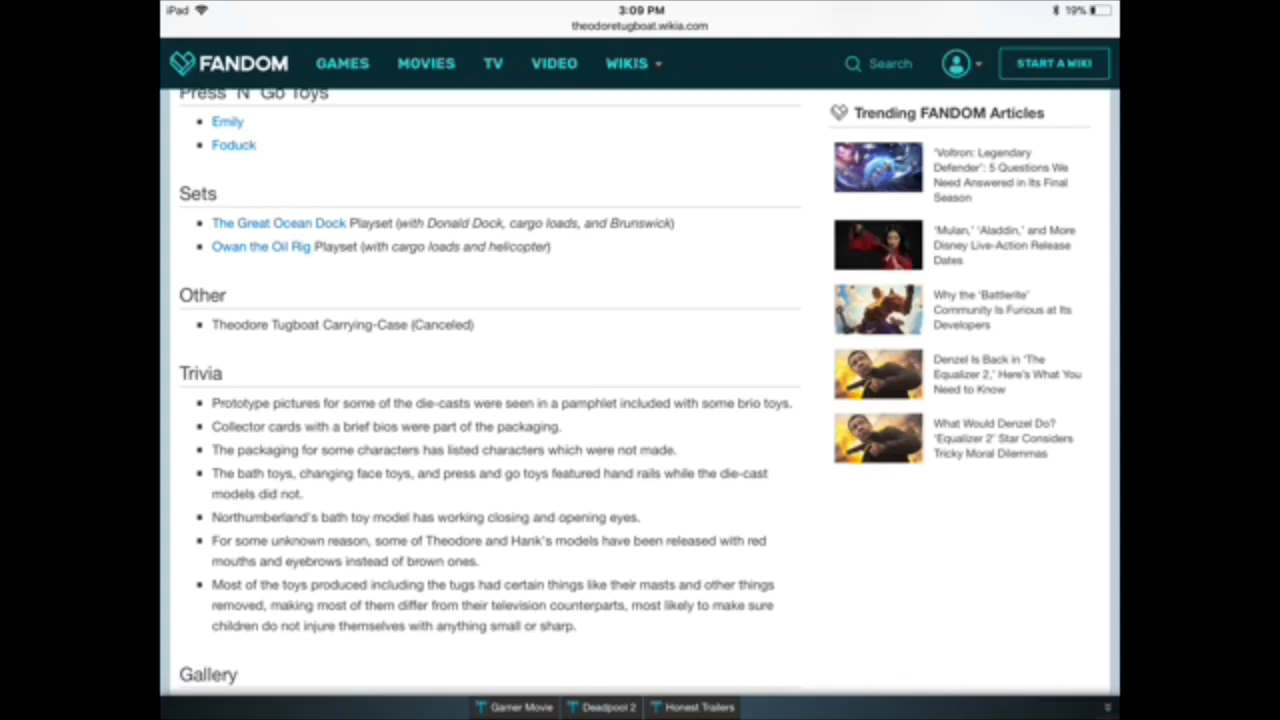 iPad
3:09 PM
19%
theodoretugboat.wikia.com
FANDOM
GAMES
MOVIES
TV
VIDEO
WIKIS
Search
START A WIKI
Press 'N' Go Toys
Emily
Foduck
Sets
The Great Ocean Dock Playset (with Donald Dock, cargo loads, and Brunswick)
Owan the Oil Rig Playset (with cargo loads and helicopter)
Other
Theodore Tugboat Carrying-Case (Canceled)
Trivia
Prototype pictures for some of the die-casts were seen in a pamphlet included with some brio toys.
Collector cards with a brief bios were part of the packaging.
The packaging for some characters has listed characters which were not made.
The bath toys, changing face toys, and press and go toys featured hand rails while the die-cast
models did not.
Northumberland's bath toy model has working closing and opening eyes.
For some unknown reason, some of Theodore and Hank's models have been released with red
mouths and eyebrows instead of brown ones.
Most of the toys produced including the tugs had certain things like their masts and other things
removed, making most of them differ from their television counterparts, most likely to make sure
children do not injure themselves with anything small or sharp.
Gallery
Trending FANDOM Articles
'Voltron: Legendary
Defender': 5 Questions We
Need Answered in Its Final
Season
'Mulan,' 'Aladdin,' and More
Disney Live-Action Release
Dates
Why the 'Battlerite'
Community Is Furious at Its
Developers
Denzel Is Back in 'The
Equalizer 2,' Here's What You
Need to Know
What Would Denzel Do?
'Equalizer 2' Star Considers
Tricky Moral Dilemmas
Gamer Movie
Deadpool 2
Honest Trailers